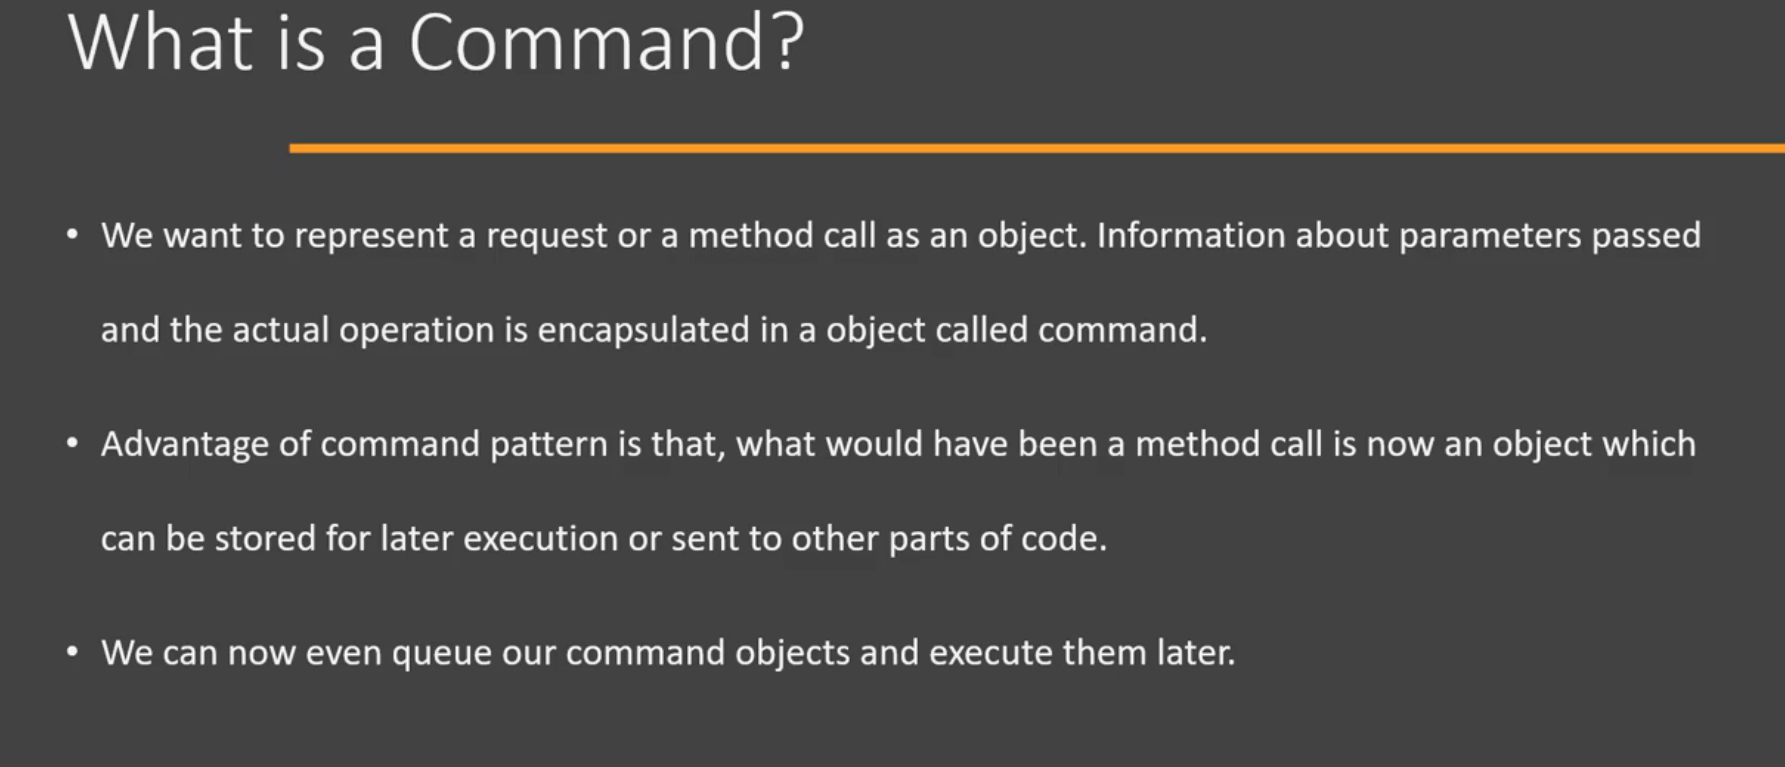 What is a Command?
• We want to represent a request or a method call as an object. Information about parameters passed
and the actual operation is encapsulated in a object called command.
• Advantage of command pattern is that, what would have been a method call is now an object which
can be stored for later execution or sent to other parts of code.
• We can now even queue our command objects and execute them later.